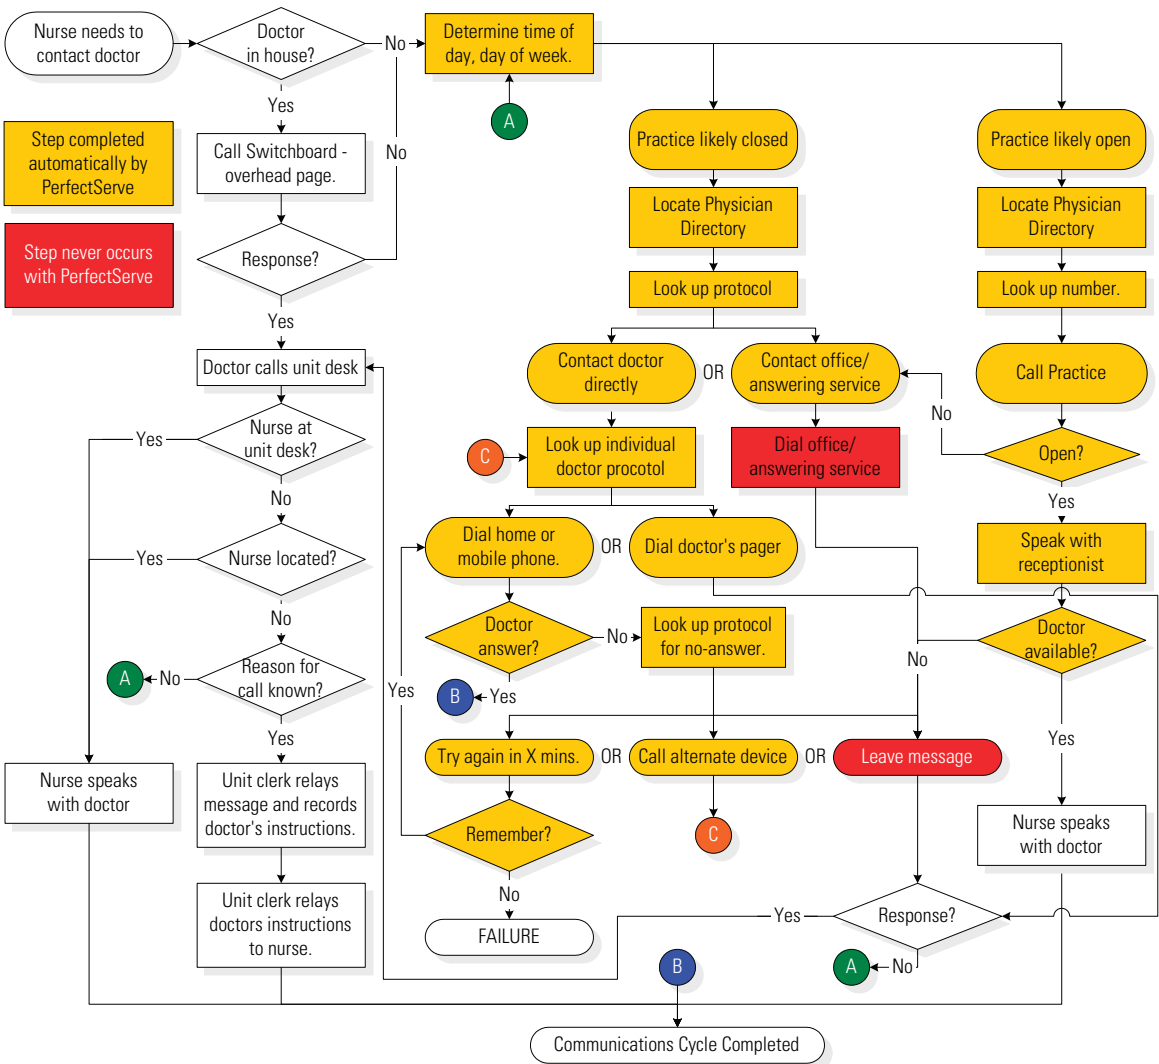 Nurse needs to
contact doctor
Doctor
in house?
No
Determine time of
day, day of week.
A
Yes
Step completed
automatically by
PerfectServe
Call Switchboard -
overhead page.
No
Step never occurs
with PerfectServe
Response?
Yes
Practice likely closed
Practice likely open
Locate Physician
Directory
Locate Physician
Directory
Look up protocol
Look up number.
Doctor calls unit desk
Contact doctor
directly
OR
Contact office/
answering service
Call Practice
No
Yes
Nurse at
unit desk?
C
Look up individual
doctor procotol
Dial office/
answering service
Open?
No
Yes
Yes
Nurse located?
Dial home or
mobile phone.
OR
Dial doctor's pager
Speak with
receptionist
No
Doctor
answer?
No
Look up protocol
for no-answer.
Doctor
available?
No
A
No
Reason for
call known?
Yes
B
Yes
Yes
Yes
Try again in X mins.
OR
Call alternate device
OR
Leave message
Nurse speaks
with doctor
Unit clerk relays
message and records
doctor's instructions.
Remember?
C
Nurse speaks
with doctor
No
Unit clerk relays
doctors instructions
to nurse.
FAILURE
Yes
Response?
B
A
No
Communications Cycle Completed